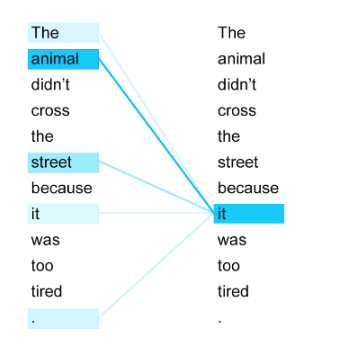 The The
animal animal
didn't didn't
cross cross
the the
street street
because because
it it
was was
too too
tired tired
. .